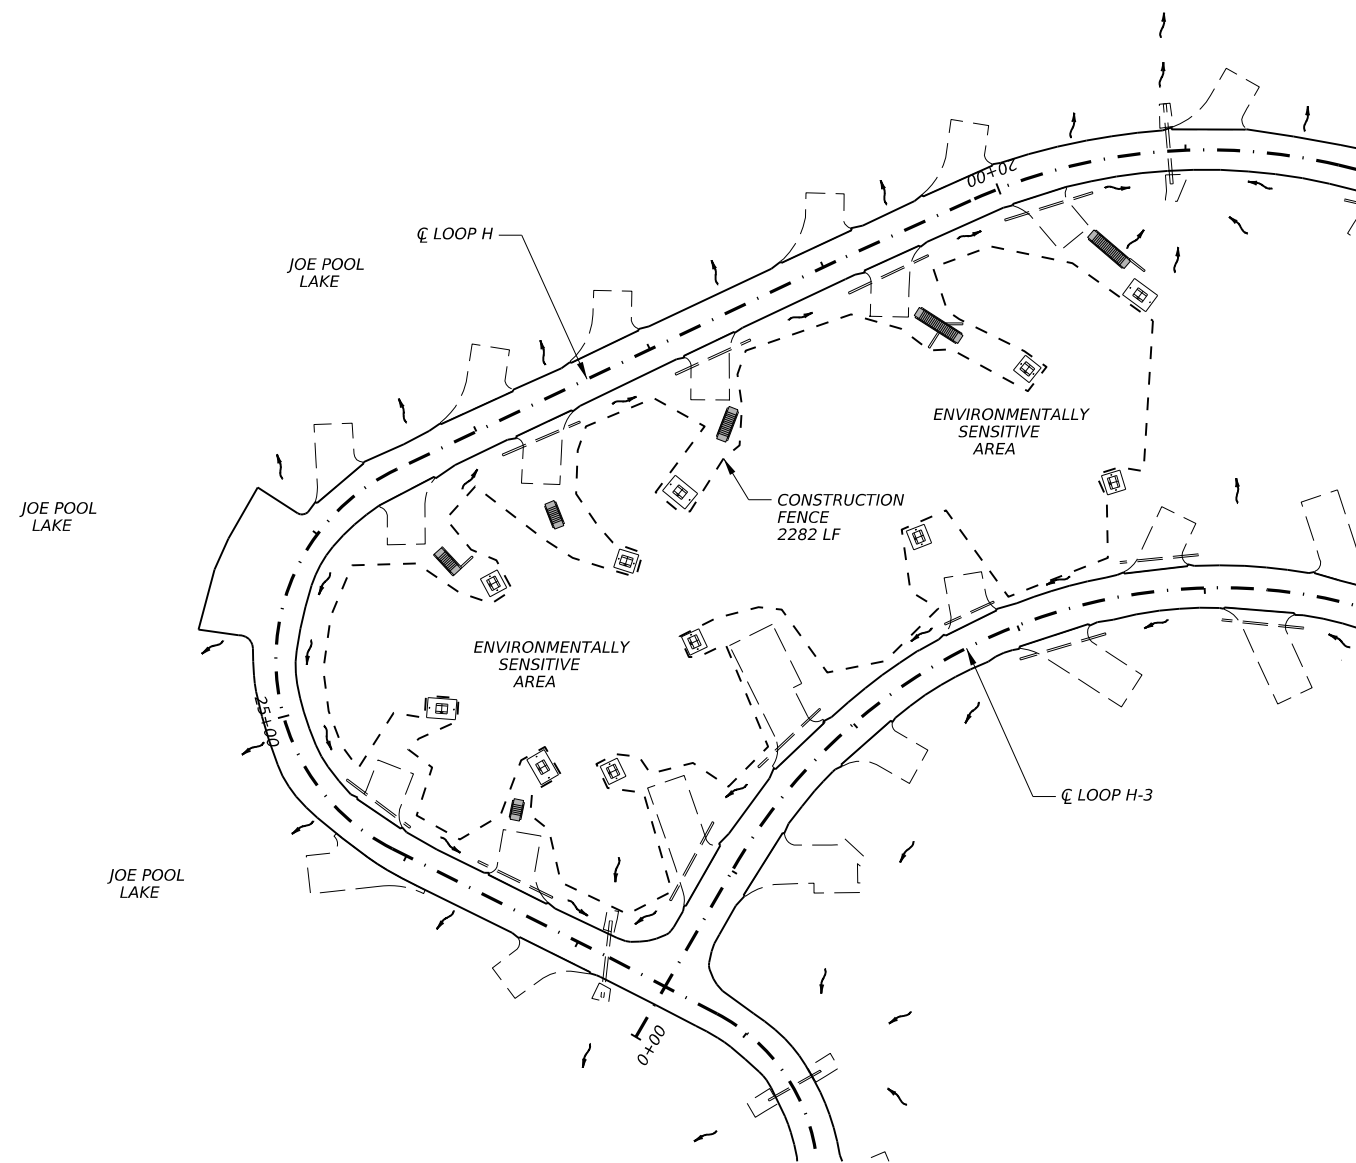 20+00
℄ LOOP H
JOE POOL
LAKE
ENVIRONMENTALLY
SENSITIVE
AREA
CONSTRUCTION
FENCE
2282 LF
JOE POOL
LAKE
ENVIRONMENTALLY
SENSITIVE
AREA
25+00
℄ LOOP H-3
JOE POOL
LAKE
0+00